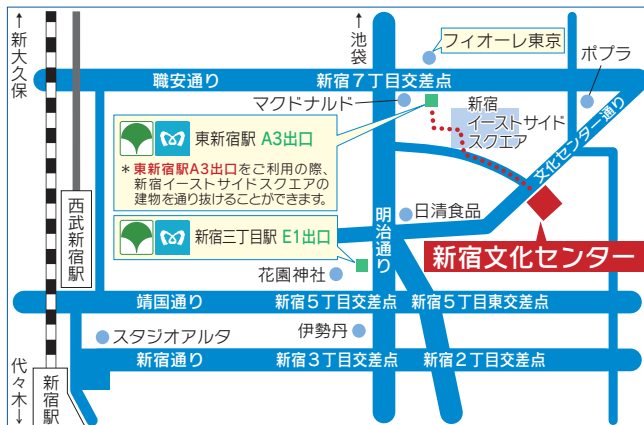 ↑新大久保
↑池袋
フィオーレ東京
ポプラ
職安通り
新宿7丁目交差点
マクドナルド
新宿
イーストサイド
スクエア
文化センター通り
東新宿駅 A3出口
*東新宿駅A3出口をご利用の際、
新宿イーストサイドスクエアの
建物を通り抜けることができます。
西武新宿駅
新宿三丁目駅 E1出口
明治通り
日清食品
新宿文化センター
花園神社
靖国通り
新宿5丁目交差点
新宿5丁目東交差点
スタジオアルタ
伊勢丹
新宿通り
新宿3丁目交差点
新宿2丁目交差点
代々木↓
新宿駅